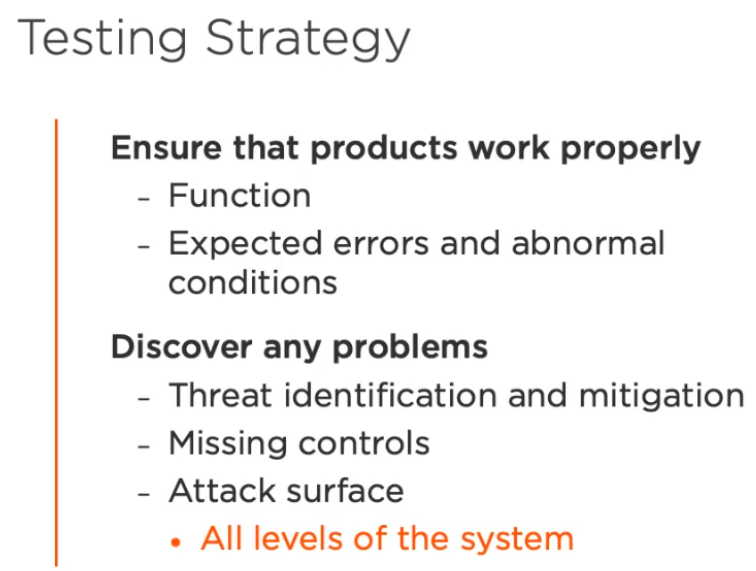 Testing Strategy
Ensure that products work properly
- Function
- Expected errors and abnormal
conditions
Discover any problems
- Threat identification and mitigation
- Missing controls
- Attack surface
• All levels of the system